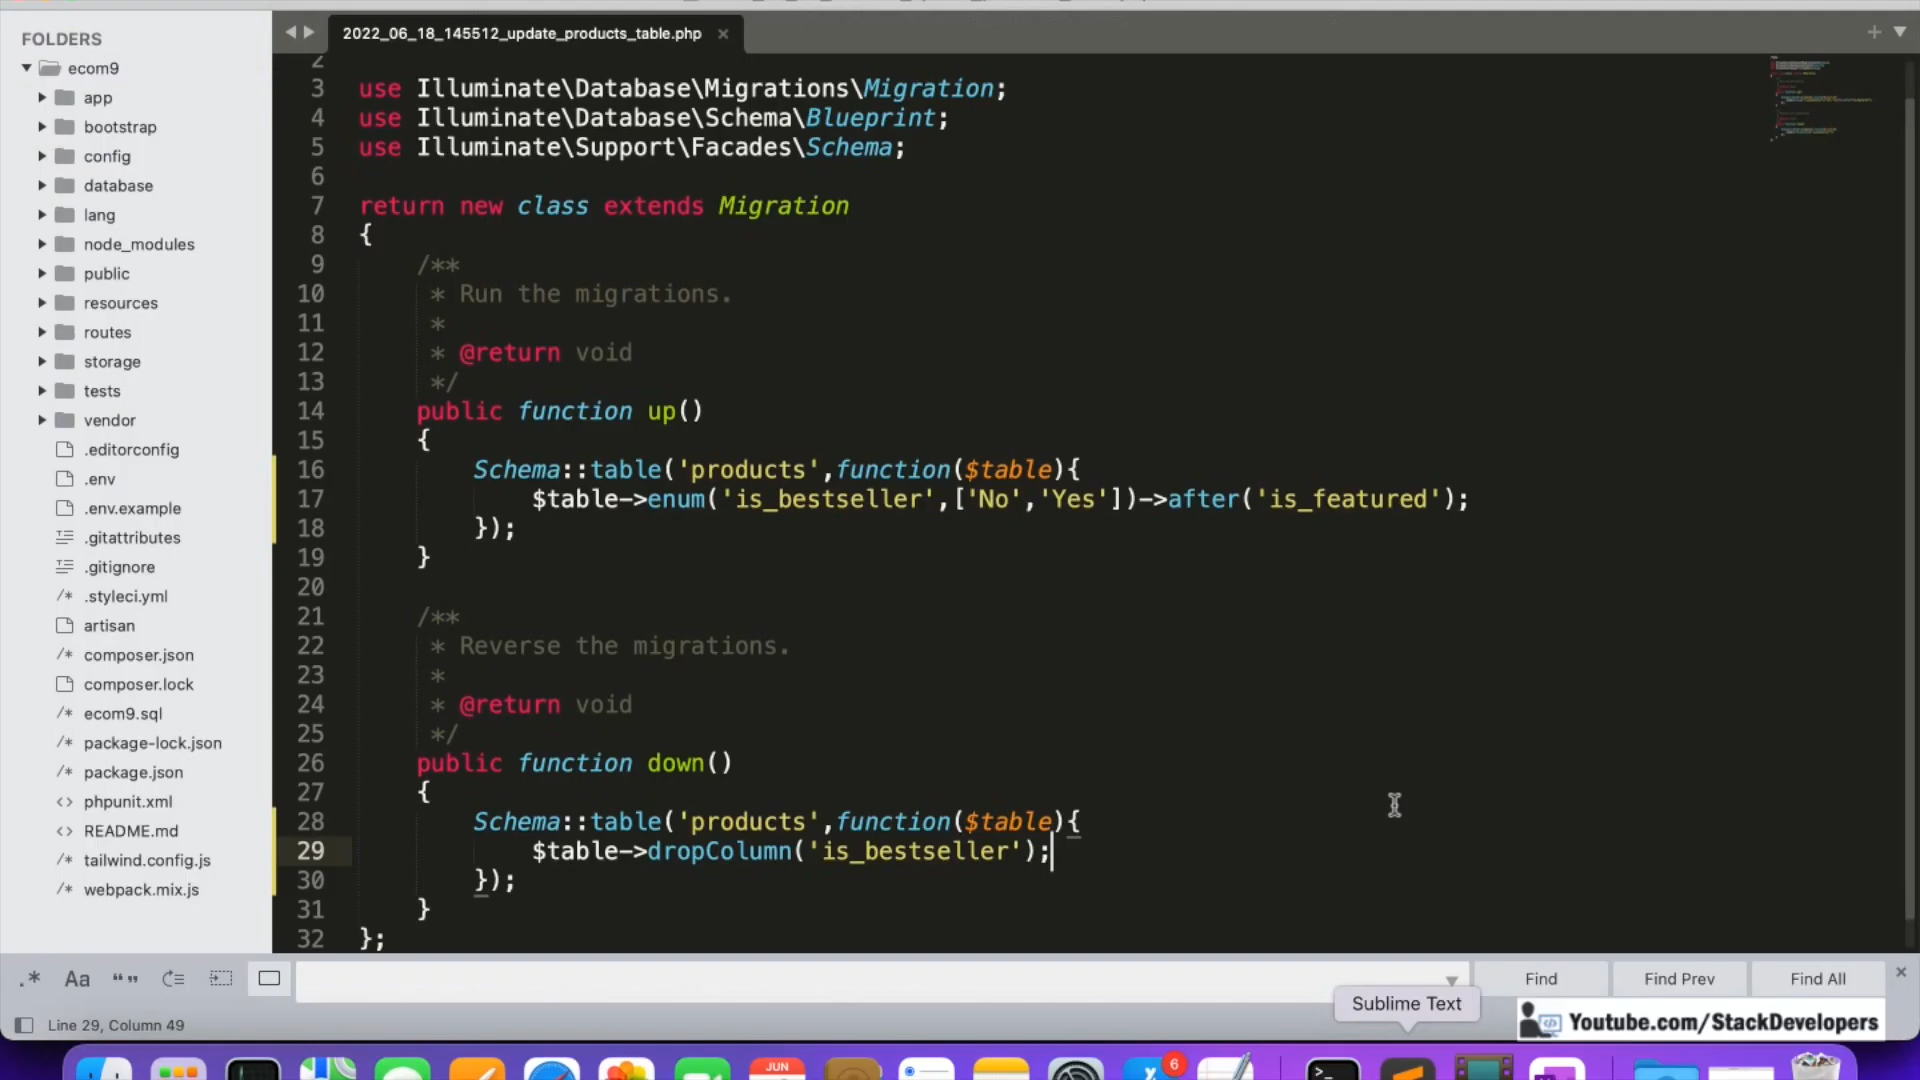 FOLDERS
ecom9
app
bootstrap
config
database
lang
node_modules
public
resources
routes
storage
tests
vendor
.editorconfig
.env
.env.example
.gitattributes
.gitignore
.styleci.yml
artisan
composer.json
composer.lock
ecom9.sql
package-lock.json
package.json
phpunit.xml
README.md
tailwind.config.js
webpack.mix.js
2022_06_18_145512_update_products_table.php ×
2
3 use Illuminate\Database\Migrations\Migration;
4 use Illuminate\Database\Schema\Blueprint;
5 use Illuminate\Support\Facades\Schema;
6
7 return new class extends Migration
8 {
9 /**
10 * Run the migrations.
11 *
12 * @return void
13 */
14 public function up()
15 {
16 Schema::table('products',function($table){
17 $table->enum('is_bestseller',['No','Yes'])->after('is_featured');
18 });
19 }
20
21 /**
22 * Reverse the migrations.
23 *
24 * @return void
25 */
26 public function down()
27 {
28 Schema::table('products',function($table){
29 $table->dropColumn('is_bestseller');
30 });
31 }
32 };
.* Aa “ ”
Find Find Prev Find All ×
Sublime Text
Line 29, Column 49
Youtube.com/StackDevelopers
JUN
6